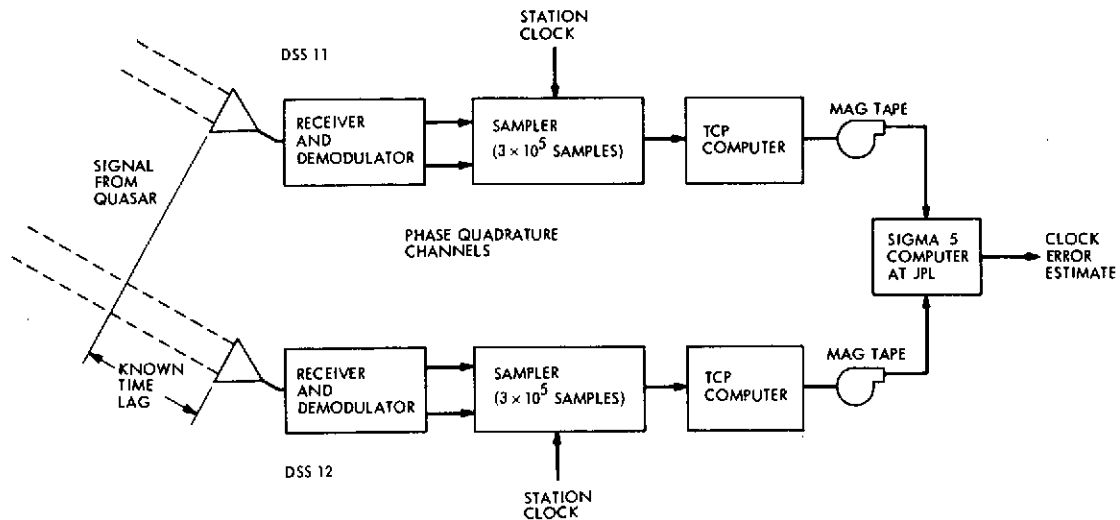 STATION
CLOCK
DSS 11
RECEIVER
AND
DEMODULATOR
SAMPLER
(3 × 10⁵ SAMPLES)
TCP
COMPUTER
MAG TAPE
SIGNAL
FROM
QUASAR
PHASE QUADRATURE
CHANNELS
SIGMA 5
COMPUTER
AT JPL
CLOCK
ERROR
ESTIMATE
KNOWN
TIME
LAG
RECEIVER
AND
DEMODULATOR
SAMPLER
(3 × 10⁵ SAMPLES)
TCP
COMPUTER
MAG TAPE
DSS 12
STATION
CLOCK